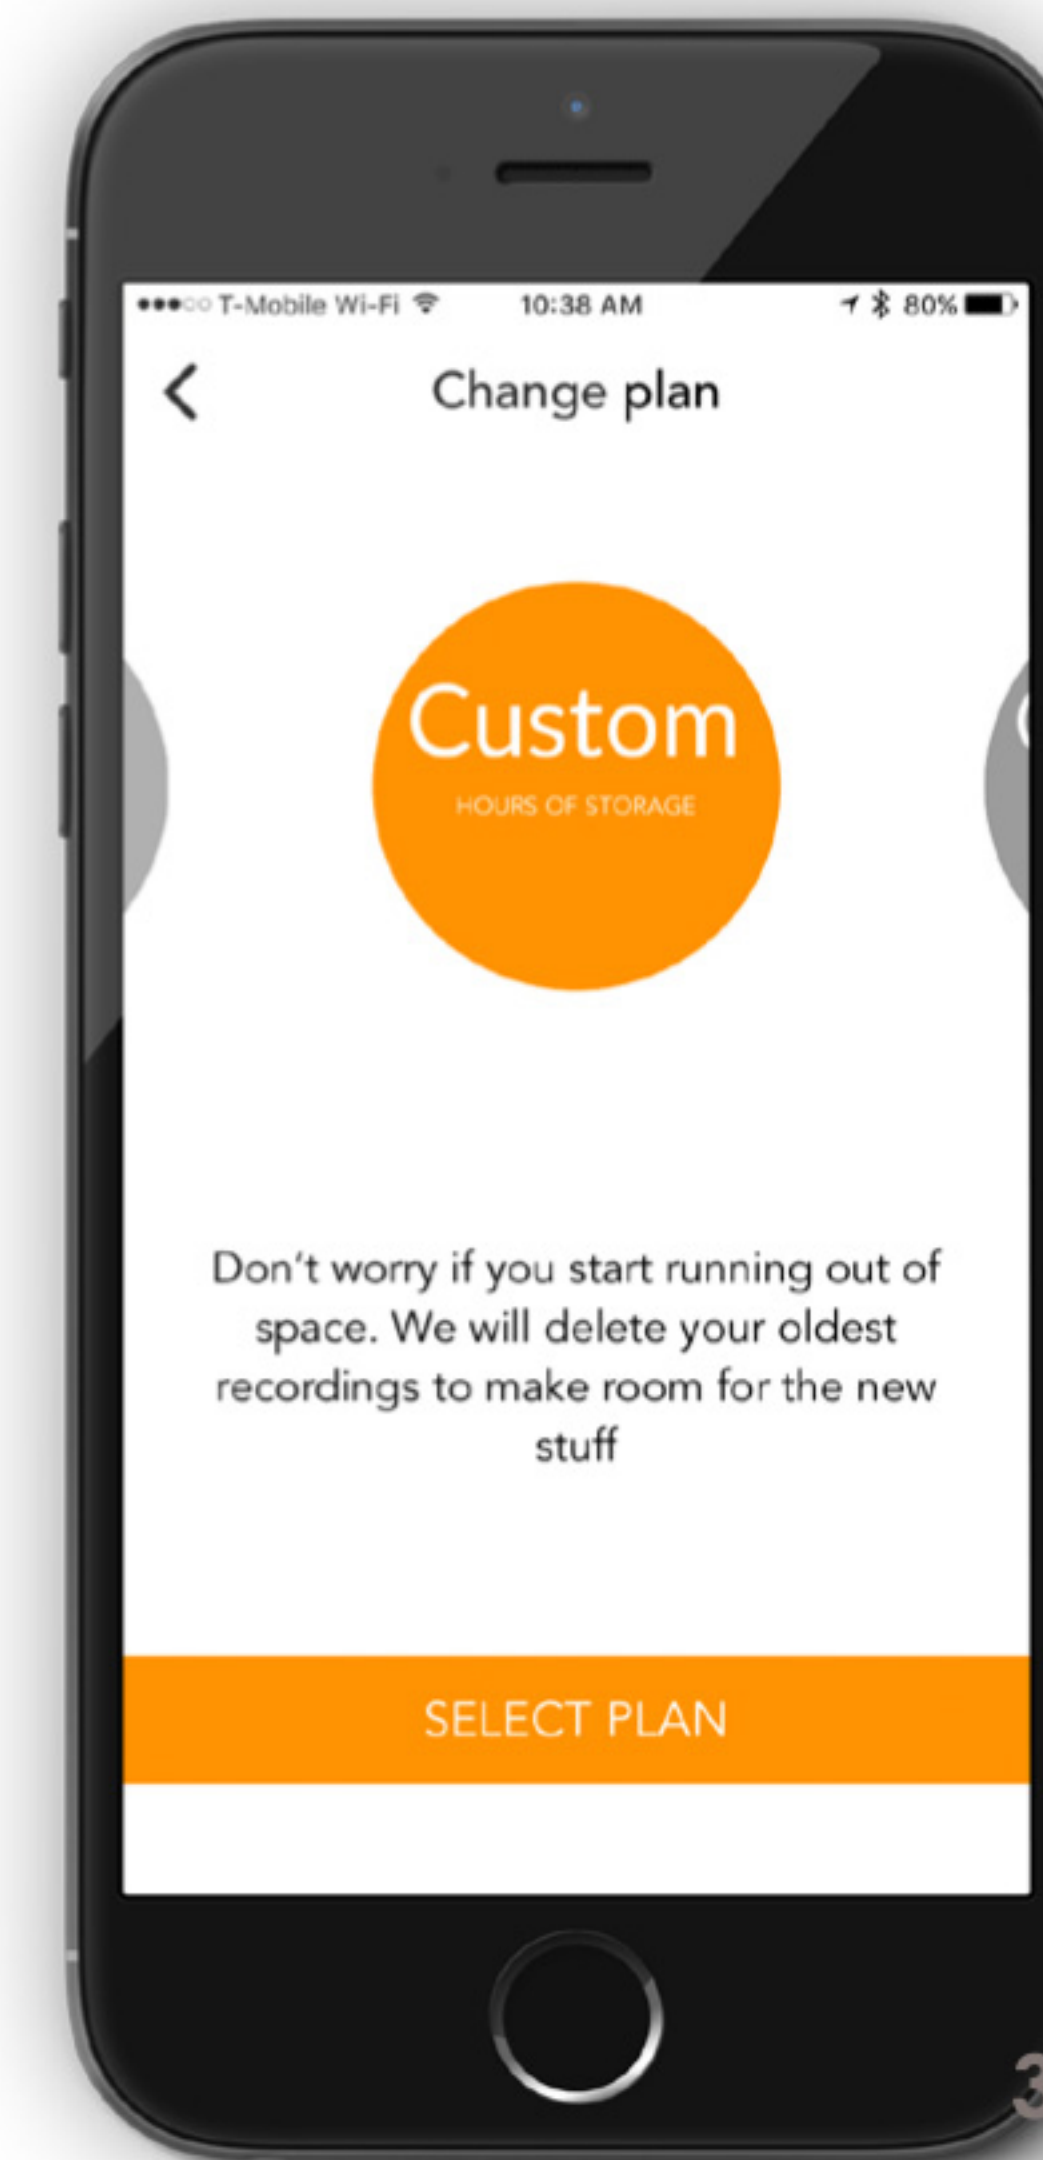 T-Mobile Wi-Fi 10:38 AM 80%
Change plan
Custom
HOURS OF STORAGE
Don't worry if you start running out of
space. We will delete your oldest
recordings to make room for the new
stuff
SELECT PLAN
3